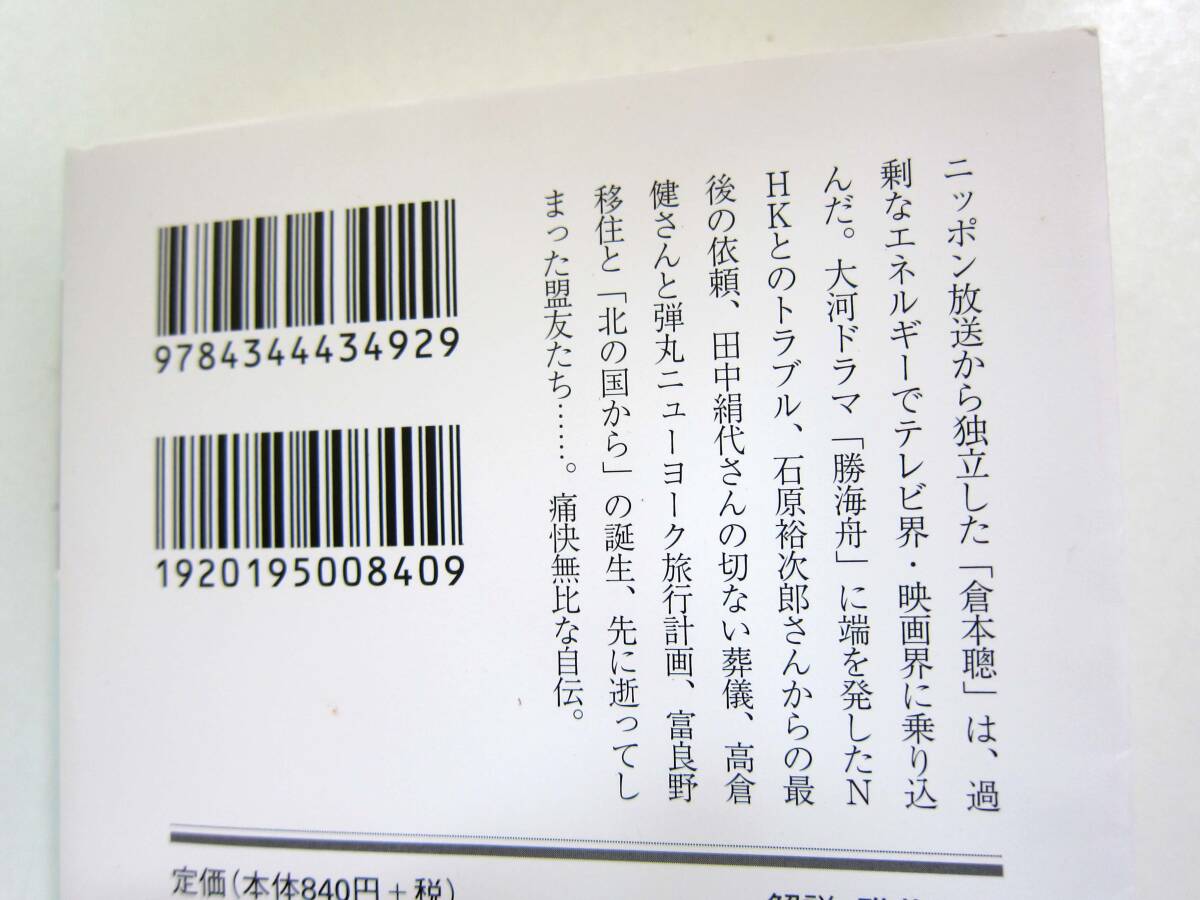 ニッポン放送から独立した「倉本聰」は、過
剰なエネルギーでテレビ界・映画界に乗り込
んだ。大河ドラマ「勝海舟」に端を発したN
HKとのトラブル、石原裕次郎さんからの最
後の依頼、田中絹代さんの切ない葬儀、高倉
健さんと弾丸ニューヨーク旅行計画、富良野
移住と「北の国から」の誕生、先に逝ってし
まった盟友たち……。痛快無比な自伝。
9784344434929
1920195008409
定価(本体840円+税)
解説